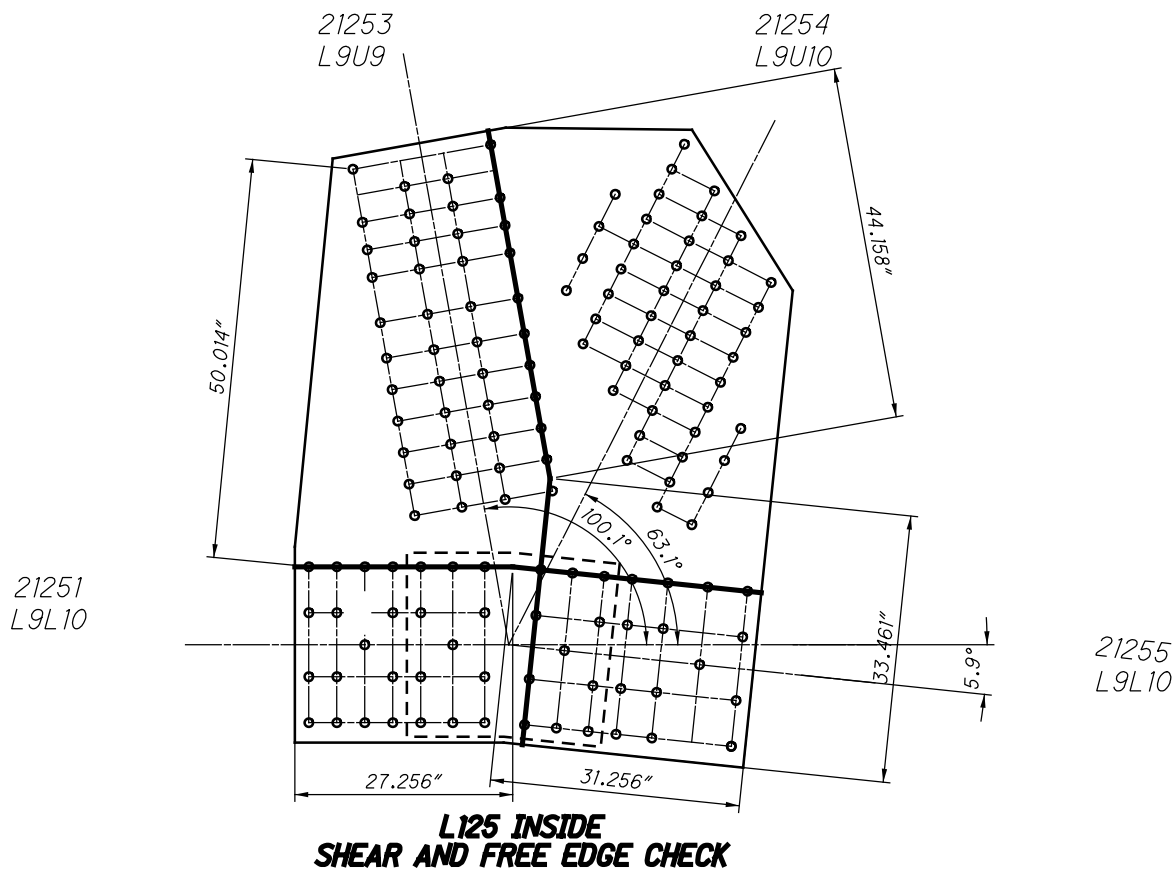 21253
L9U9
21254
L9U10
44.158"
50.014"
100.1°
63.1°
21251
L9L10
33.461"
5.9°
21255
L9L10
27.256"
31.256"
L125 INSIDE
SHEAR AND FREE EDGE CHECK